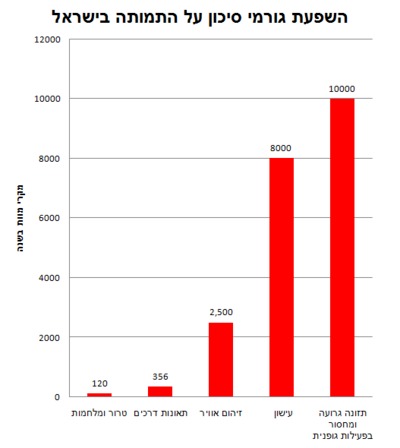 השפעת גורמי סיכון על התמותה בישראל
מקרי מוות בשנה
12000
10000
8000
6000
4000
2000
0
120
356
2,500
8000
10000
טרור ומלחמות
תאונות דרכים
זיהום אוויר
עישון
תזונה גרועה
ומחסור
בפעילות גופנית